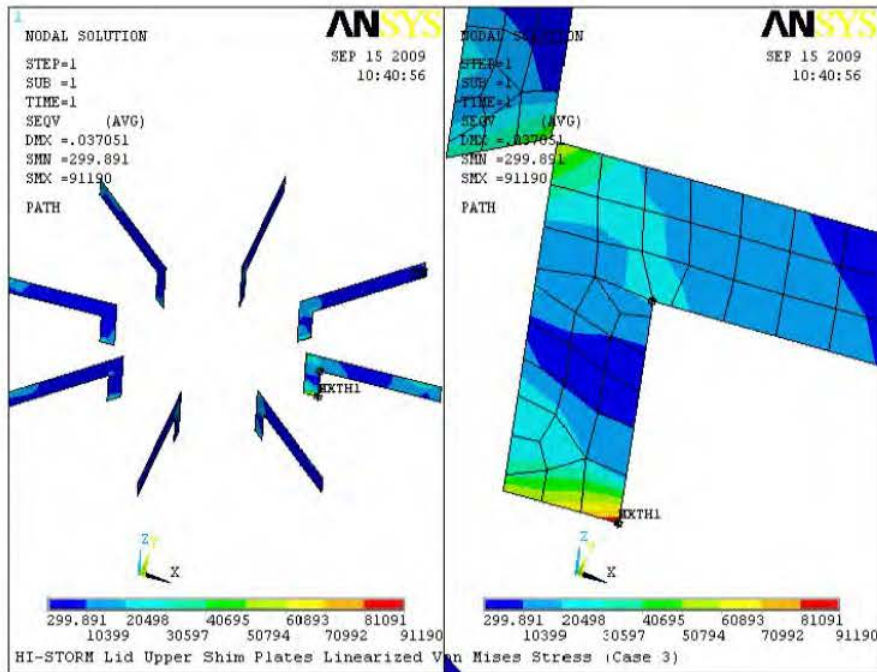 1
ANSYS
NODAL SOLUTION
SEP 15 2009
10:40:56
STEP=1
SUB =1
TIME=1
SEQV (AVG)
DMX =.037051
SMN =299.891
SMX =91190
PATH
MXTH1
Z
Y
X
299.891 20498 40695 60893 81091
10399 30597 50794 70992 91190
ANSYS
NODAL SOLUTION
SEP 15 2009
10:40:56
STEP=1
SUB =1
TIME=1
SEQV (AVG)
DMX =.037051
SMN =299.891
SMX =91190
PATH
MXTH1
Z
Y
X
299.891 20498 40695 60893 81091
10399 30597 50794 70992 91190
HI-STORM Lid Upper Shim Plates Linearized Von Mises Stress (Case 3)